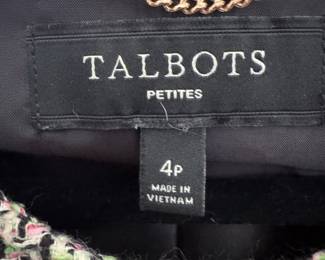 TALBOTS
PETITES
4P
MADE IN
VIETNAM